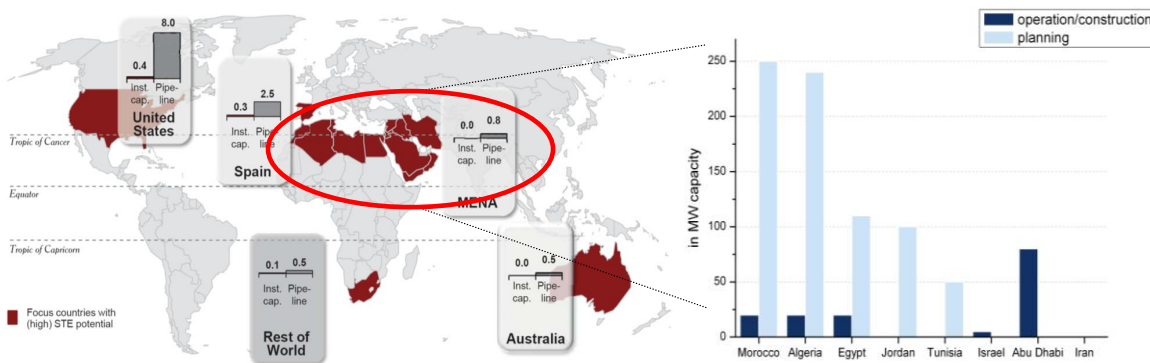 8.0
0.4
Inst.
cap.
Pipe-
line
United
States
Tropic of Cancer
2.5
0.3
Inst.
cap.
Pipe-
line
Spain
0.0
0.8
Inst.
cap.
Pipe-
line
MENA
Equator
Tropic of Capricorn
0.1
0.5
Inst.
cap.
Pipe-
line
Rest of
World
0.0
0.5
Inst.
cap.
Pipe-
line
Australia
Focus countries with
(high) STE potential
operation/construction
planning
in MW capacity
250
200
150
100
50
0
Morocco
Algeria
Egypt
Jordan
Tunisia
Israel
Abu Dhabi
Iran